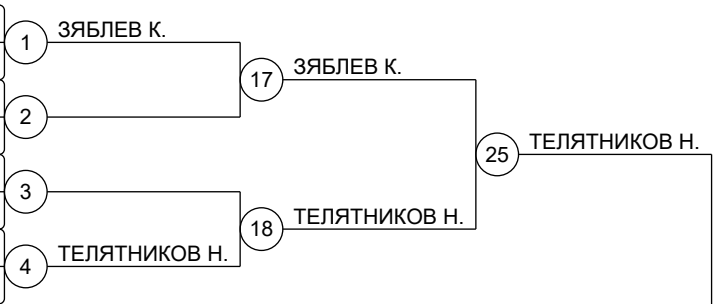 1 ЗЯБЛЕВ К.
17 ЗЯБЛЕВ К.
2
25 ТЕЛЯТНИКОВ Н.
3
18 ТЕЛЯТНИКОВ Н.
4 ТЕЛЯТНИКОВ Н.